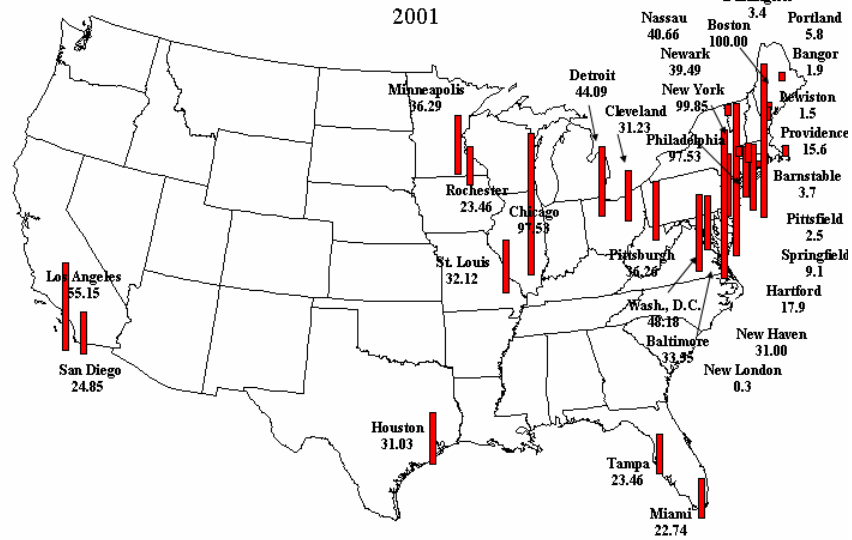 2001
3.4
Nassau
40.66
Boston
100.00
Portland
5.8
Newark
39.49
Bangor
1.9
Detroit
44.09
Minneapolis
36.29
New York
99.85
Lewiston
1.5
Cleveland
31.23
Philadelphia
97.53
Providence
15.6
Barnstable
3.7
Rochester
23.46
Chicago
97.53
Pittsfield
2.5
St. Louis
32.12
Pittsburgh
36.26
Springfield
9.1
Los Angeles
55.15
Hartford
17.9
Wash., D.C.
48.18
New Haven
31.00
Baltimore
33.55
San Diego
24.85
New London
0.3
Houston
31.03
Tampa
23.46
Miami
22.74